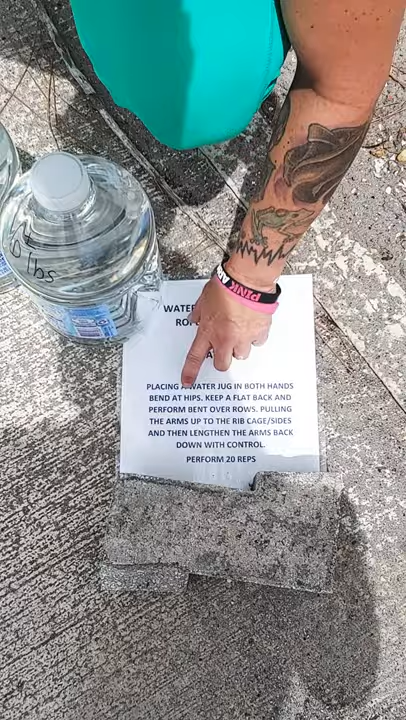 WATER
PLACING A WATER JUG IN BOTH HANDS
BEND AT HIPS. KEEP A FLAT BACK AND
PERFORM BENT OVER ROWS. PULLING
THE ARMS UP TO THE RIB CAGE/SIDES
AND THEN LENGTHEN THE ARMS BACK
DOWN WITH CONTROL.
PERFORM 20 REPS
PINK
lbs